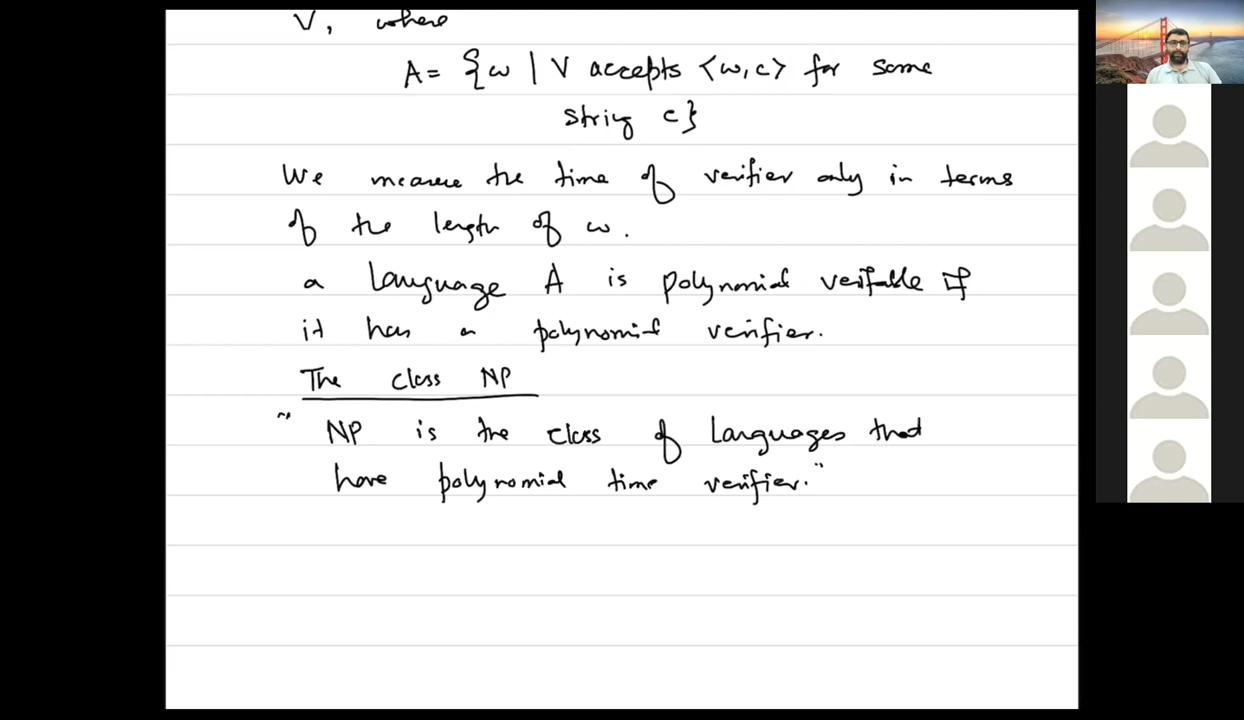 V, where
A = {w | V accepts <w, c> for some
string c}
We measure the time of verifier only in terms
of the length of w.
a language A is polynomial verifable if
it has a polynomial verifier.
The class NP
" NP is the class of languages that
have polynomial time verifier."